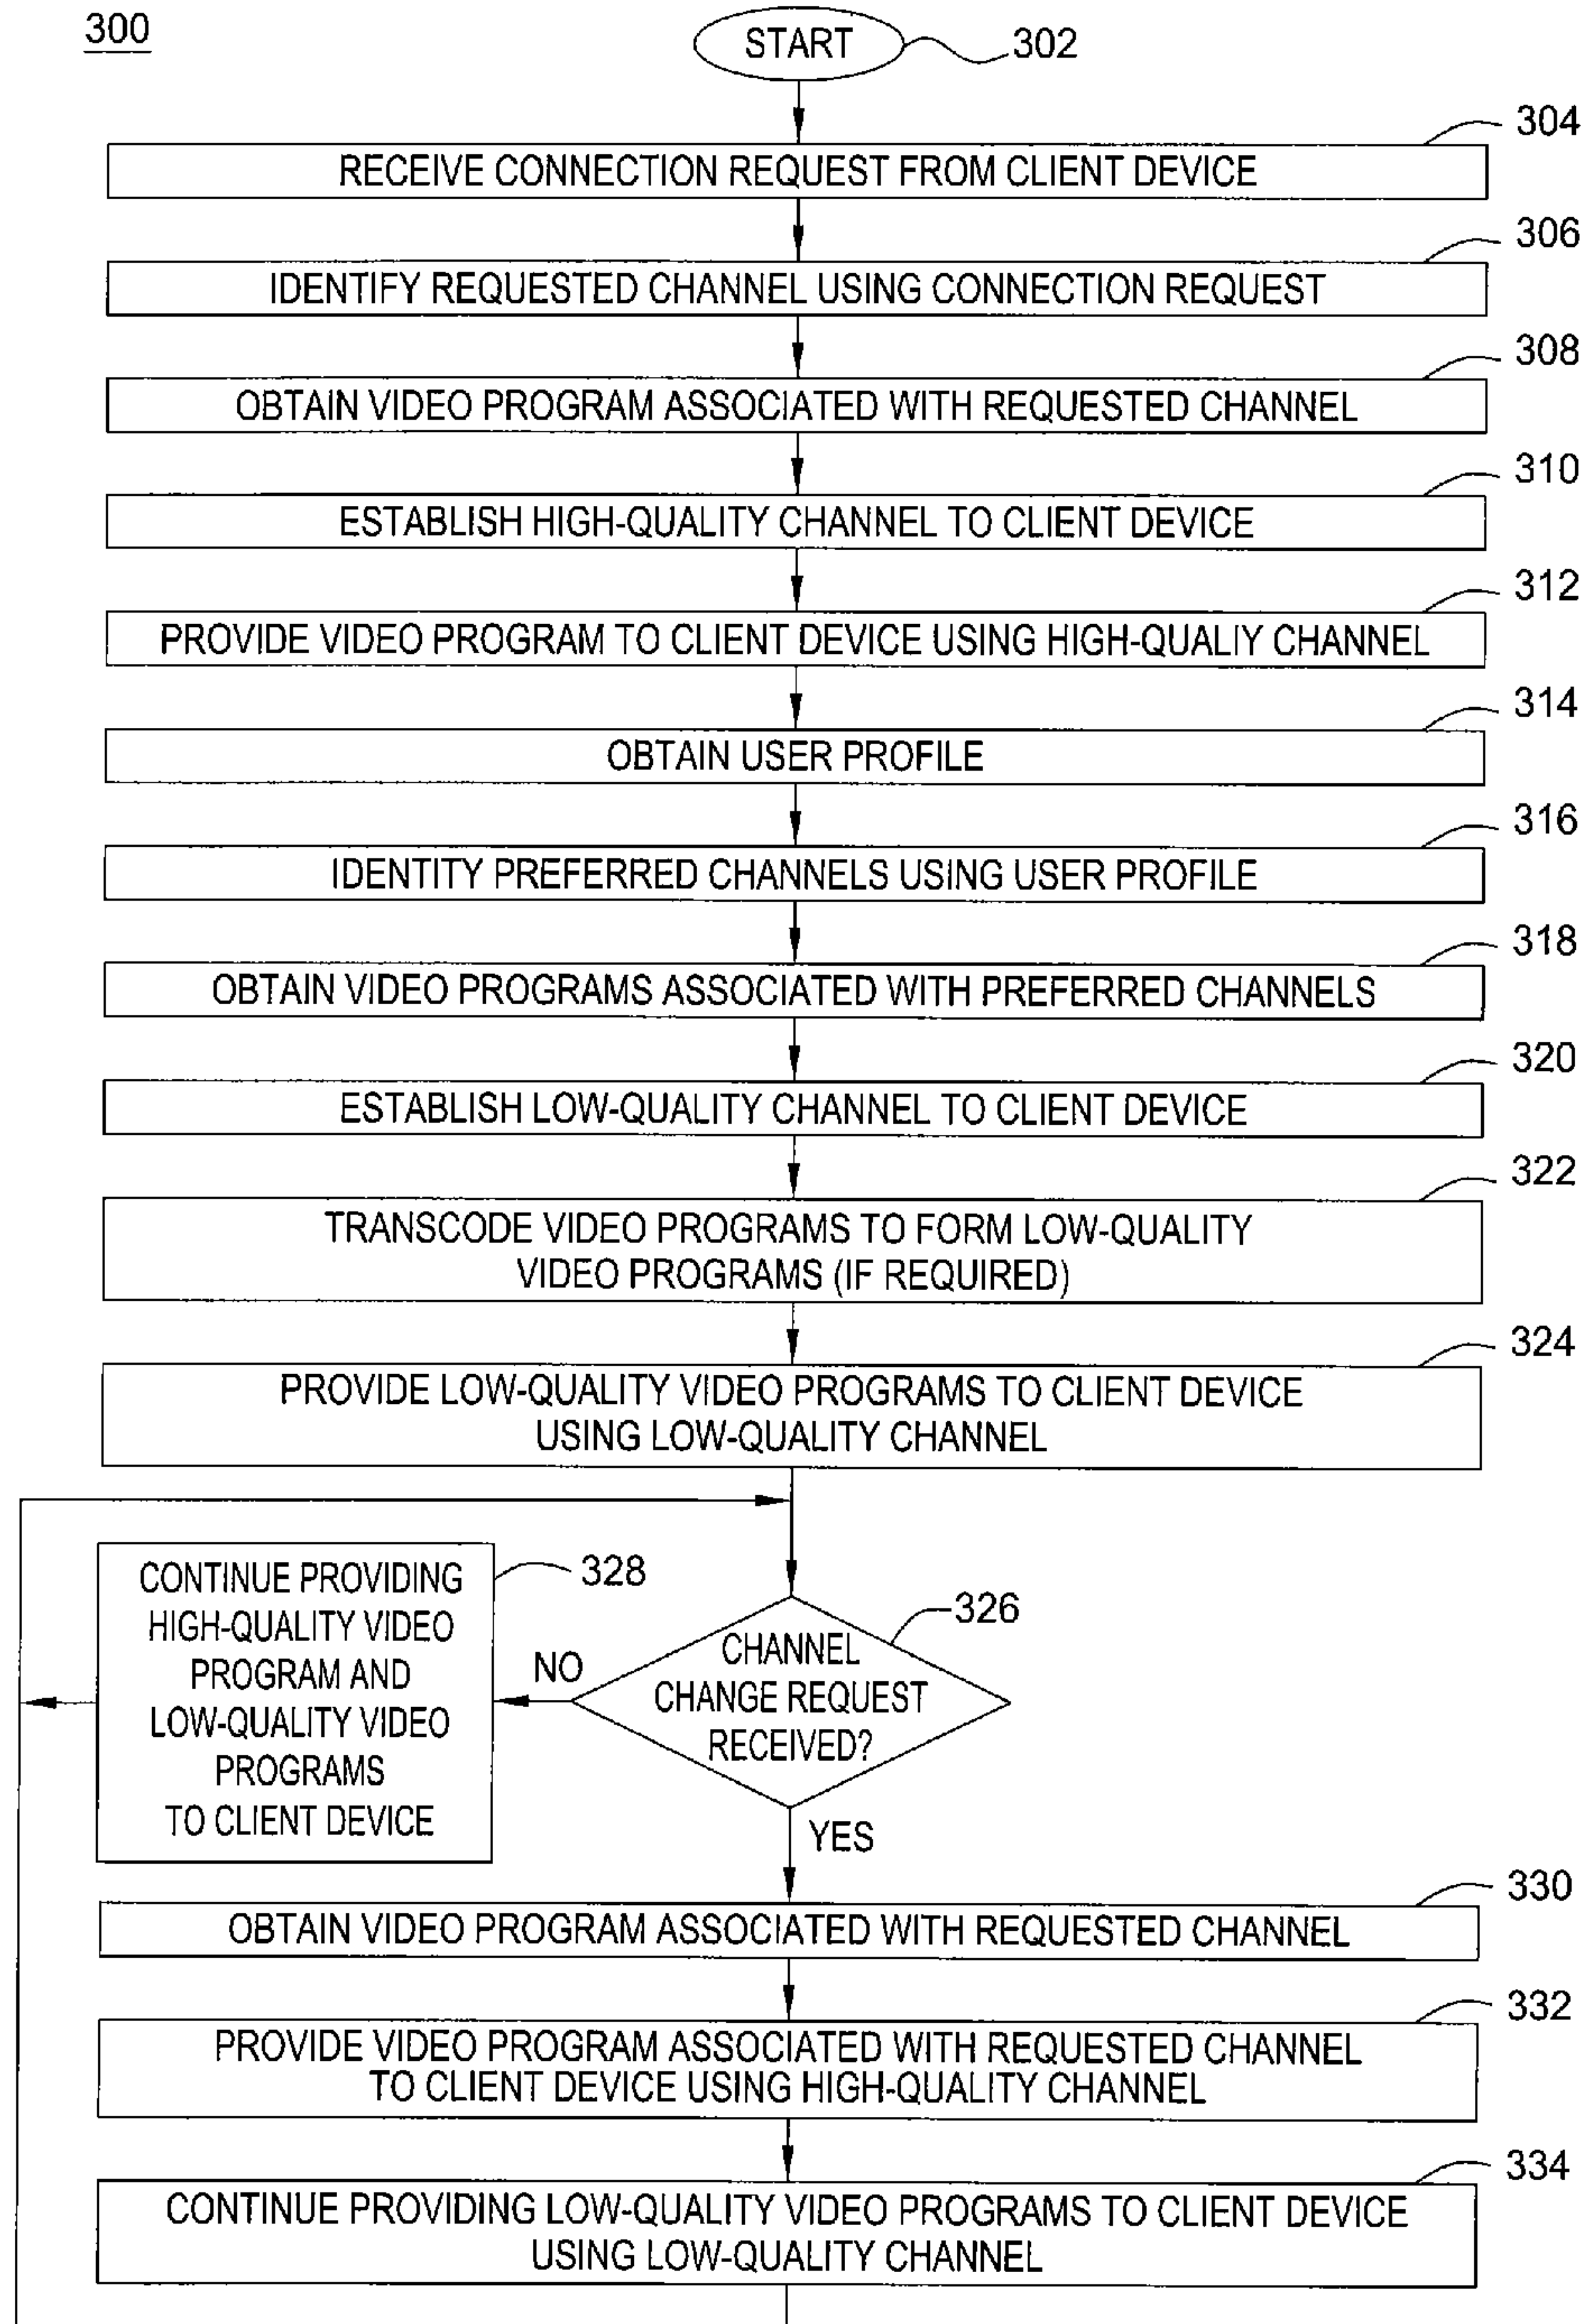 300
START
302
304
RECEIVE CONNECTION REQUEST FROM CLIENT DEVICE
306
IDENTIFY REQUESTED CHANNEL USING CONNECTION REQUEST
308
OBTAIN VIDEO PROGRAM ASSOCIATED WITH REQUESTED CHANNEL
310
ESTABLISH HIGH-QUALITY CHANNEL TO CLIENT DEVICE
312
PROVIDE VIDEO PROGRAM TO CLIENT DEVICE USING HIGH-QUALIY CHANNEL
314
OBTAIN USER PROFILE
316
IDENTITY PREFERRED CHANNELS USING USER PROFILE
318
OBTAIN VIDEO PROGRAMS ASSOCIATED WITH PREFERRED CHANNELS
320
ESTABLISH LOW-QUALITY CHANNEL TO CLIENT DEVICE
322
TRANSCODE VIDEO PROGRAMS TO FORM LOW-QUALITY
VIDEO PROGRAMS (IF REQUIRED)
324
PROVIDE LOW-QUALITY VIDEO PROGRAMS TO CLIENT DEVICE
USING LOW-QUALITY CHANNEL
326
CHANNEL
CHANGE REQUEST
RECEIVED?
NO
328
CONTINUE PROVIDING
HIGH-QUALITY VIDEO
PROGRAM AND
LOW-QUALITY VIDEO
PROGRAMS
TO CLIENT DEVICE
YES
330
OBTAIN VIDEO PROGRAM ASSOCIATED WITH REQUESTED CHANNEL
332
PROVIDE VIDEO PROGRAM ASSOCIATED WITH REQUESTED CHANNEL
TO CLIENT DEVICE USING HIGH-QUALITY CHANNEL
334
CONTINUE PROVIDING LOW-QUALITY VIDEO PROGRAMS TO CLIENT DEVICE
USING LOW-QUALITY CHANNEL